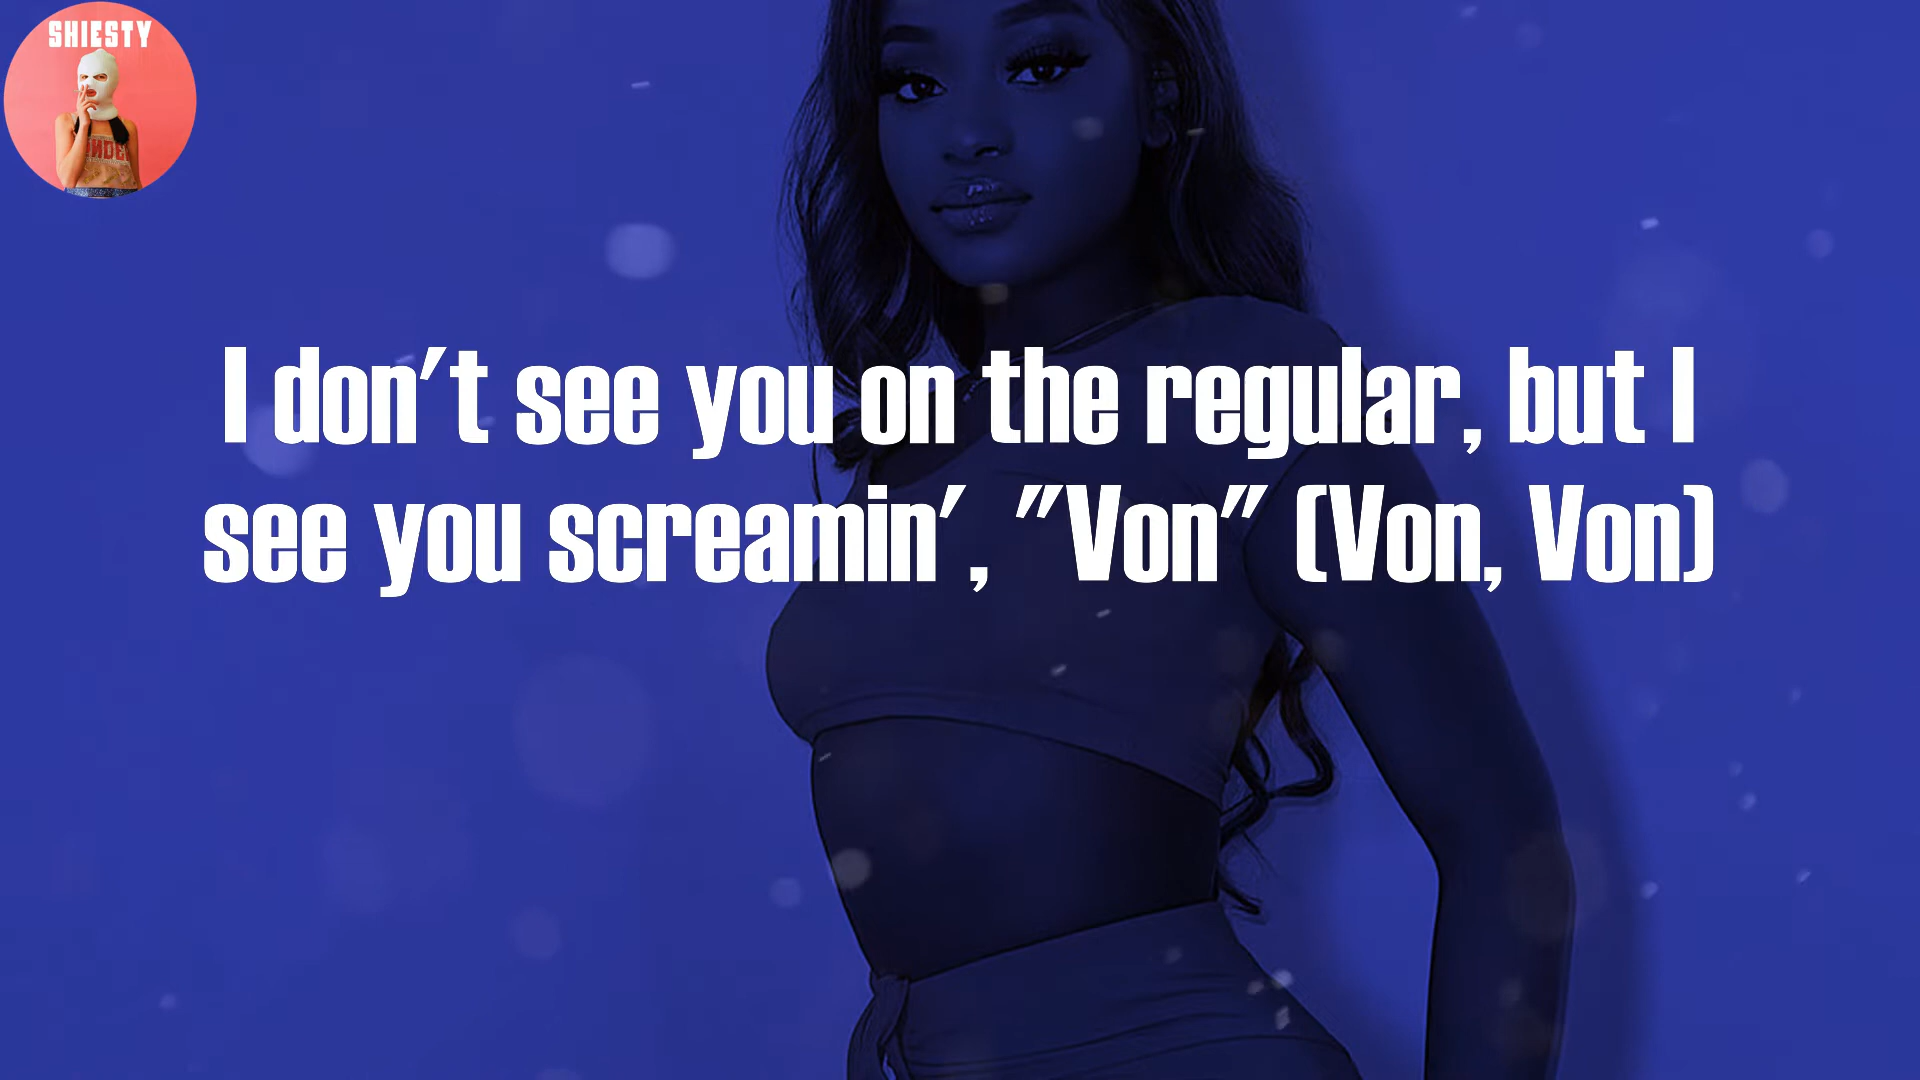 SHIESTY
I don't see you on the regular, but I
see you screamin', "Von" (Von, Von)